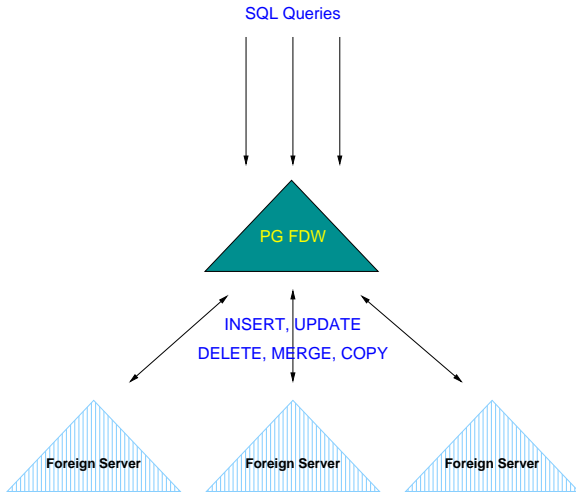 SQL Queries
PG FDW
INSERT, UPDATE
DELETE, MERGE, COPY
Foreign Server
Foreign Server
Foreign Server